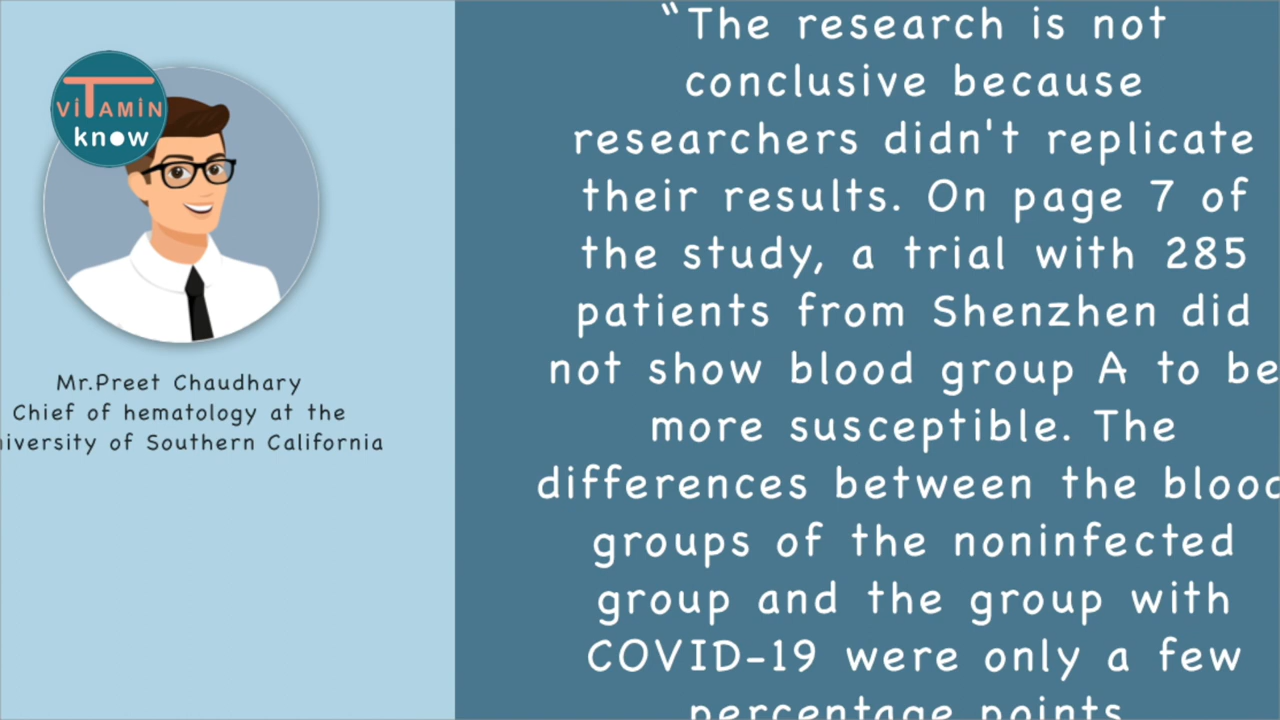 viTAMiN
know
Mr.Preet Chaudhary
Chief of hematology at the
niversity of Southern California
“The research is not
conclusive because
researchers didn't replicate
their results. On page 7 of
the study, a trial with 285
patients from Shenzhen did
not show blood group A to be
more susceptible. The
differences between the blood
groups of the noninfected
group and the group with
COVID-19 were only a few
percentage points